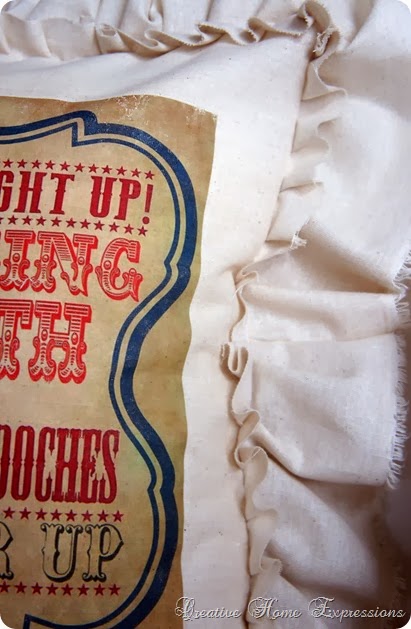 GHT UP!
ING
TH
OOCHES
R UP
Creative Home Expressions